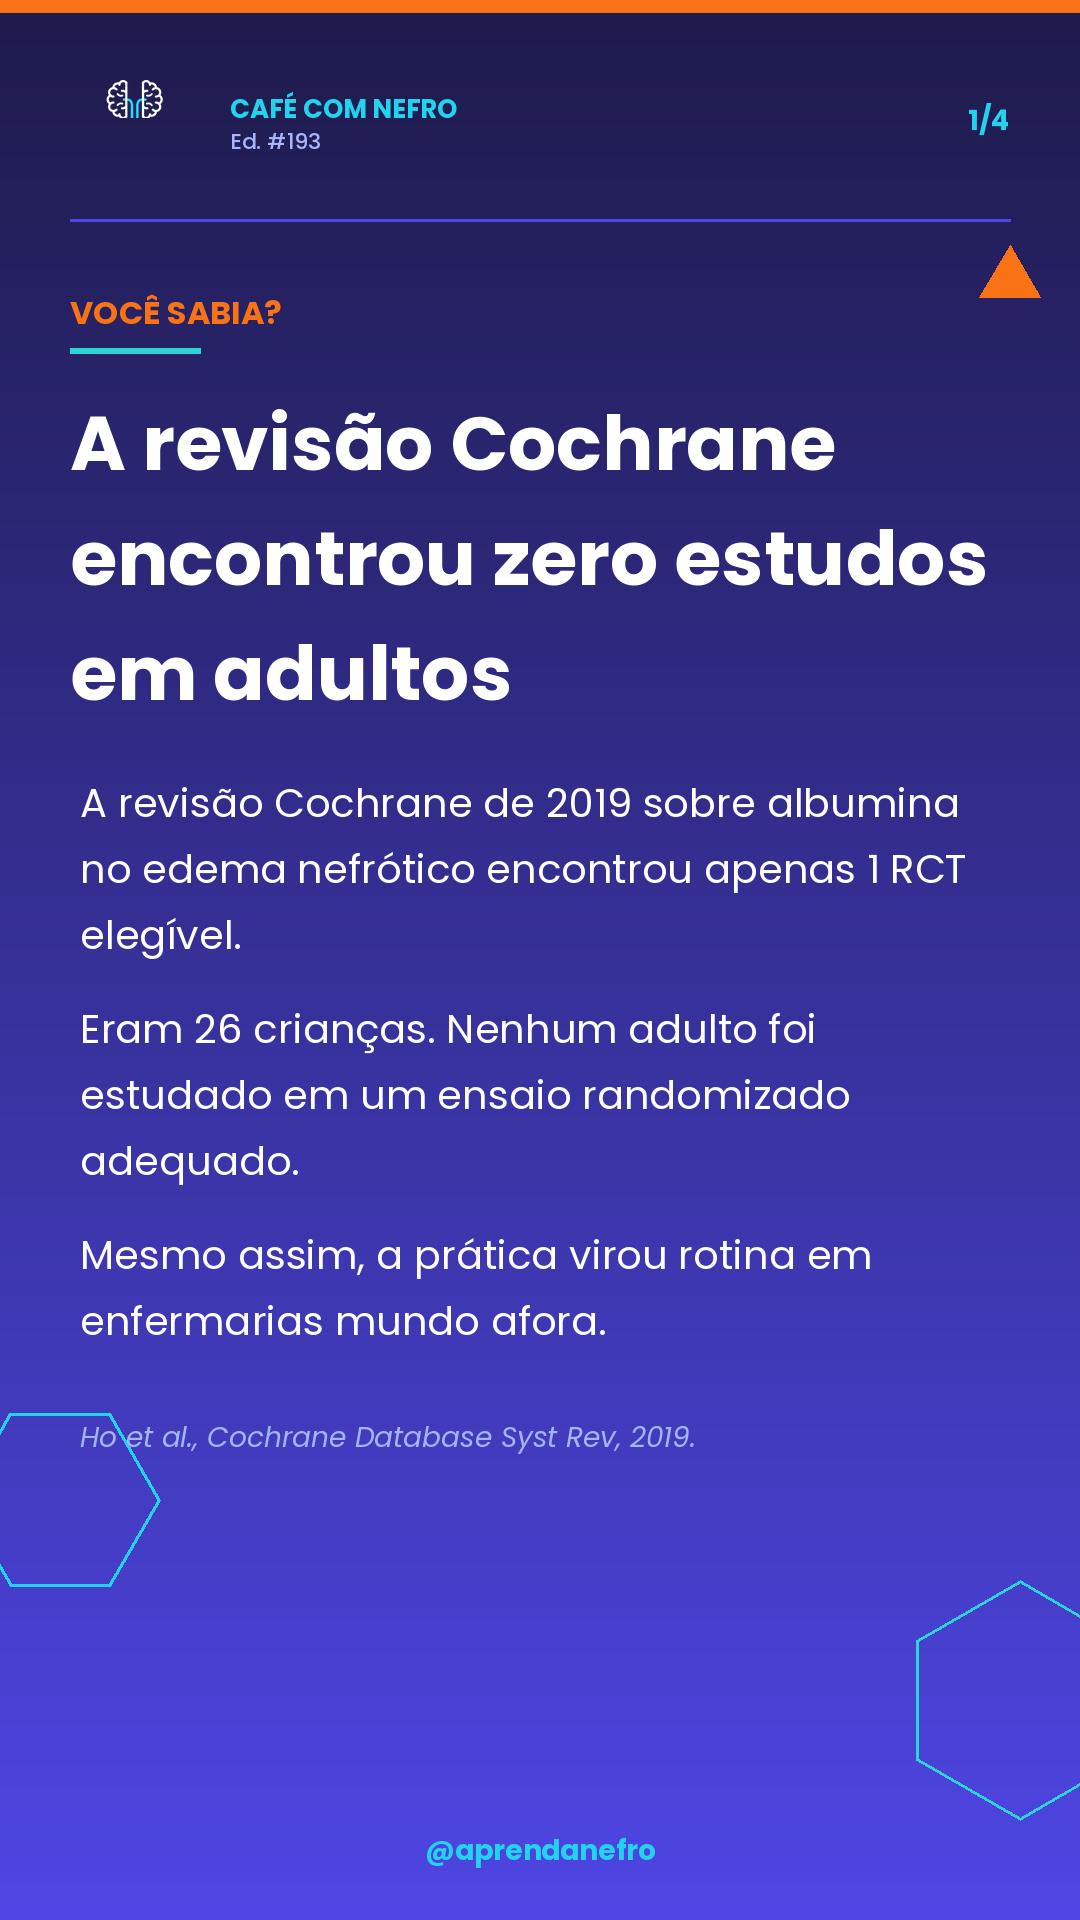 CAFÉ COM NEFRO
Ed. #193
1/4
VOCÊ SABIA?
A revisão Cochrane
encontrou zero estudos
em adultos
A revisão Cochrane de 2019 sobre albumina
no edema nefrótico encontrou apenas 1 RCT
elegível.
Eram 26 crianças. Nenhum adulto foi
estudado em um ensaio randomizado
adequado.
Mesmo assim, a prática virou rotina em
enfermarias mundo afora.
Ho et al., Cochrane Database Syst Rev, 2019.
@aprendanefro